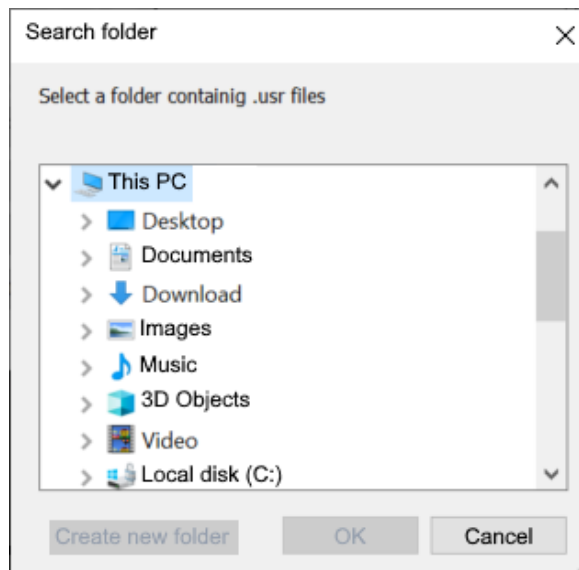 Search folder
Select a folder containig .usr files
This PC
Desktop
Documents
Download
Images
Music
3D Objects
Video
Local disk (C:)
Create new folder OK Cancel